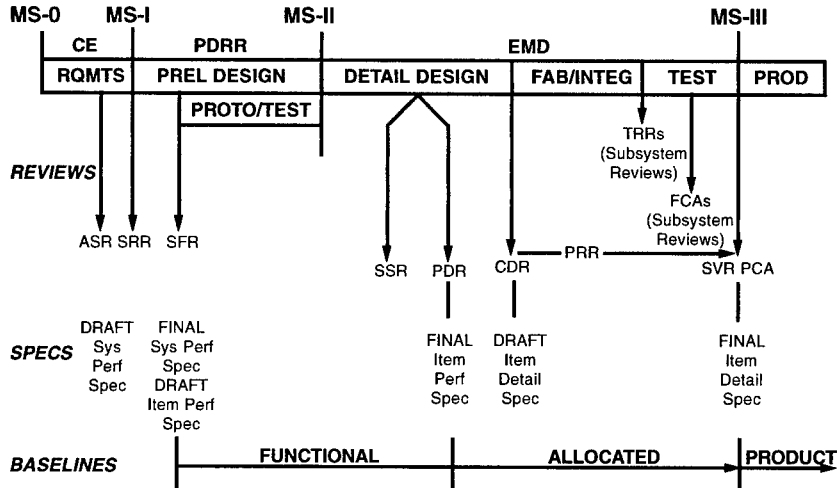 MS-0 MS-I MS-II MS-III
CE PDRR EMD
RQMTS PREL DESIGN DETAIL DESIGN FAB/INTEG TEST PROD
PROTO/TEST
REVIEWS
TRRs
(Subsystem
Reviews)
FCAs
(Subsystem
Reviews)
ASR SRR SFR
SSR PDR CDR PRR SVR PCA
SPECS
DRAFT
Sys
Perf
Spec
FINAL
Sys Perf
Spec
DRAFT
Item Perf
Spec
FINAL
Item
Perf
Spec
DRAFT
Item
Detail
Spec
FINAL
Item
Detail
Spec
BASELINES FUNCTIONAL ALLOCATED PRODUCT